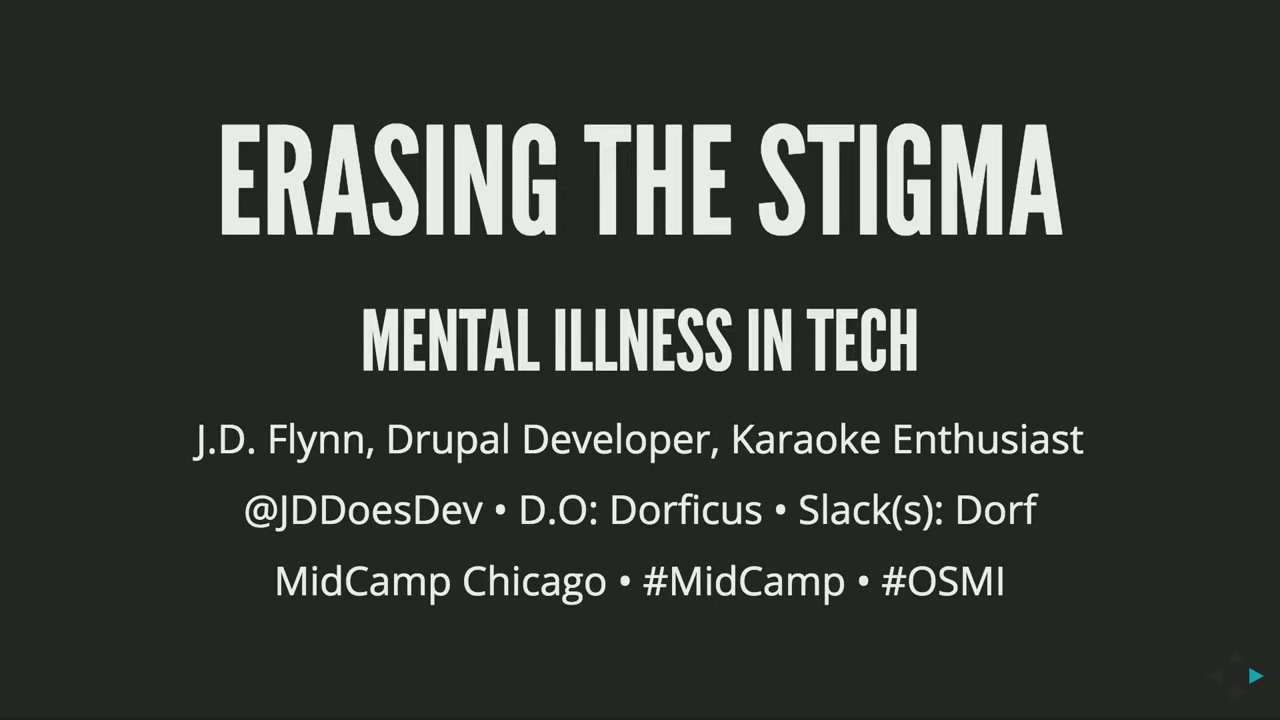 ERASING THE STIGMA
MENTAL ILLNESS IN TECH
J.D. Flynn, Drupal Developer, Karaoke Enthusiast
@JDDoesDev • D.O: Dorficus • Slack(s): Dorf
MidCamp Chicago • #MidCamp • #OSMI